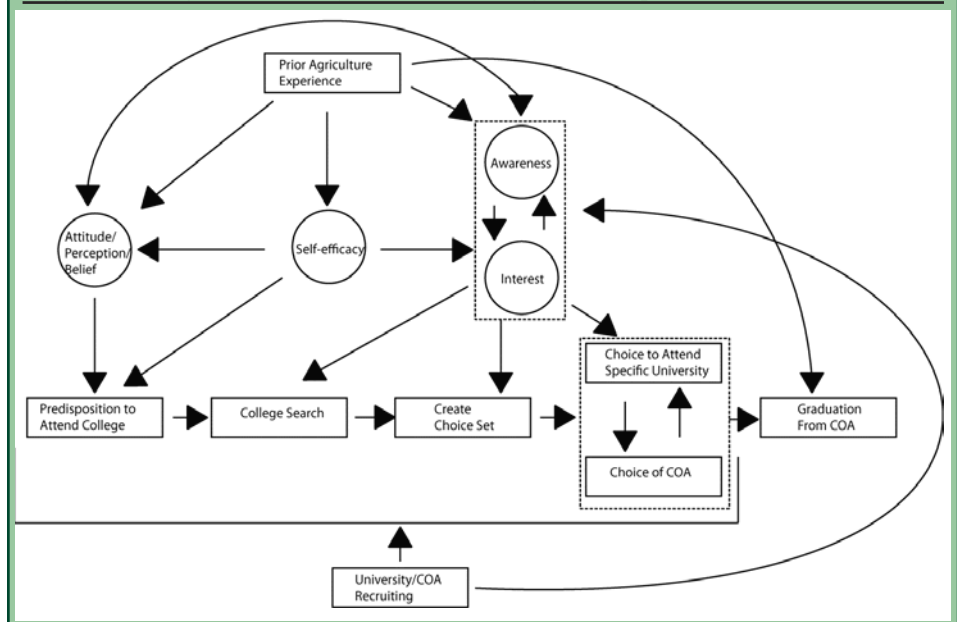 Prior Agriculture
Experience
Awareness
Attitude/
Perception/
Belief
Self-efficacy
Interest
Choice to Attend
Specific University
Predisposition to
Attend College
College Search
Create
Choice Set
Graduation
From COA
Choice of COA
University/COA
Recruiting